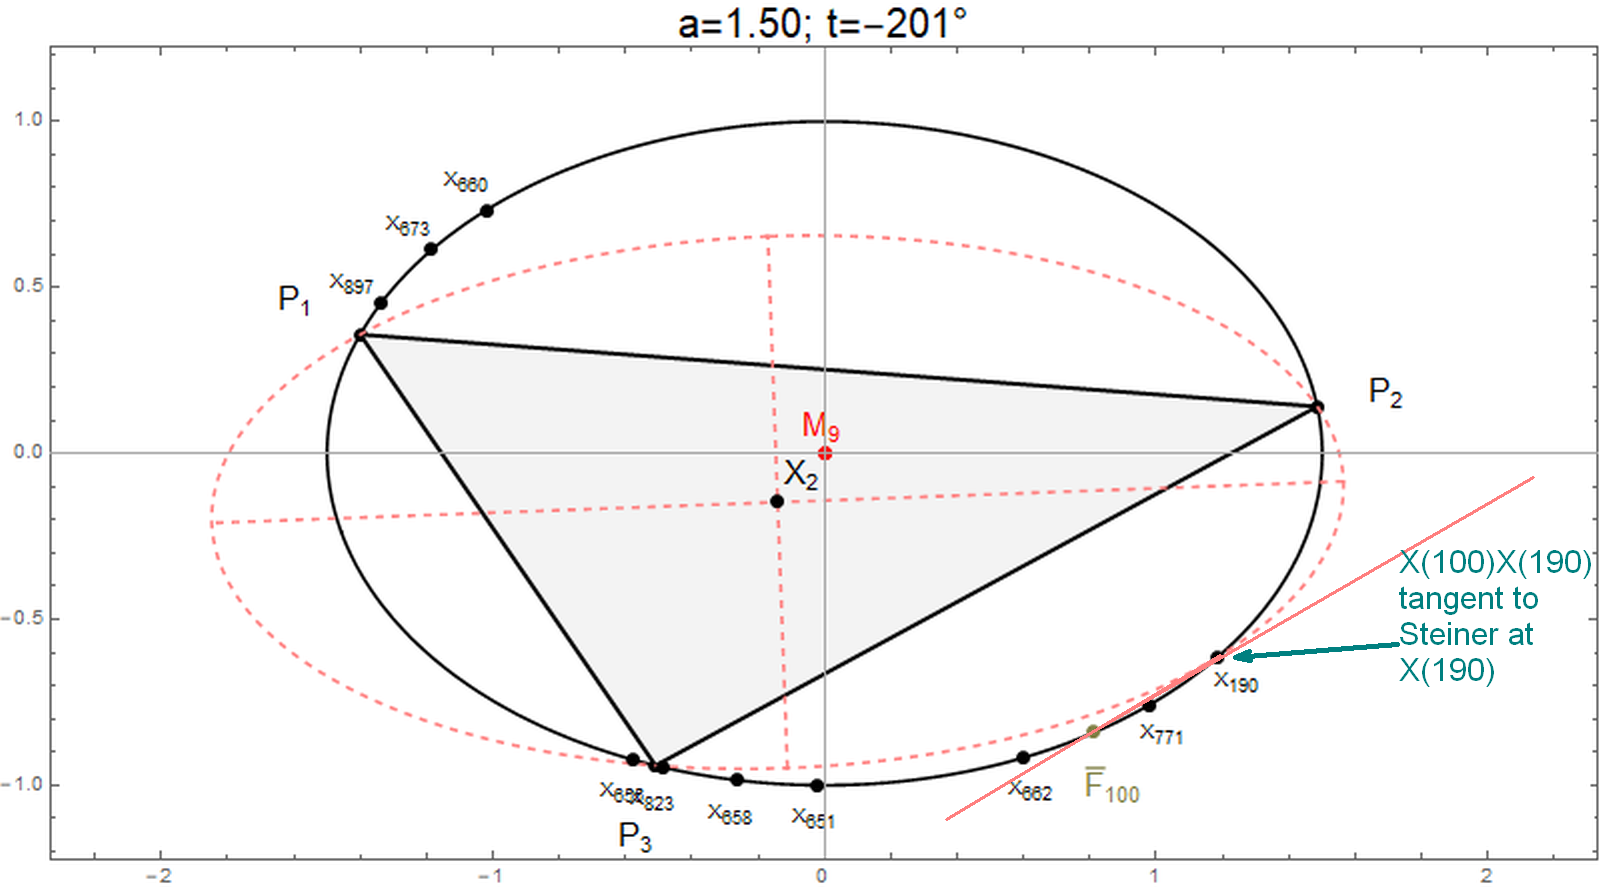 a=1.50; t=−201°
1.0
X660
X673
0.5
X897
P1
P2
M9
0.0
X2
X(100)X(190)
tangent to
Steiner at
X(190)
−0.5
X190
X771
−1.0
F̅100
X662
X823
X658
X651
P3
−2
−1
0
1
2